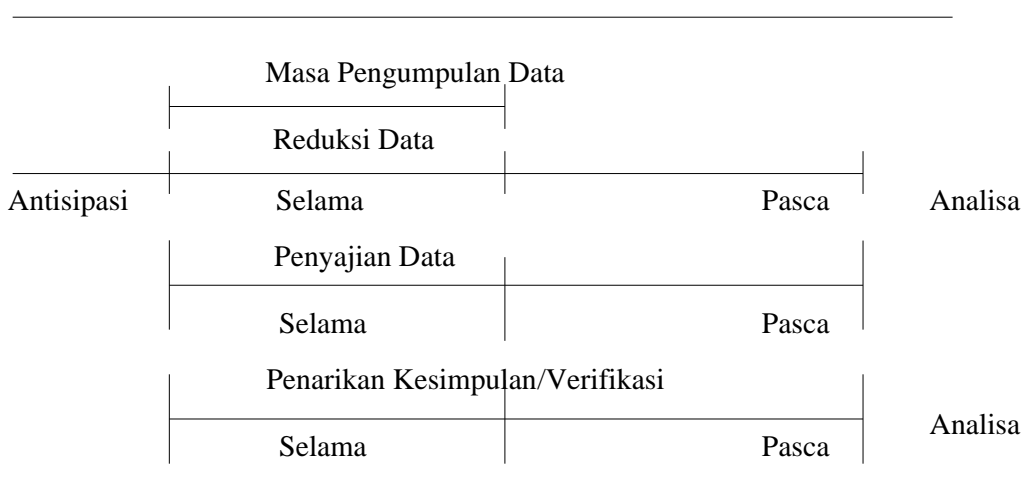 Masa Pengumpulan Data
Reduksi Data
Antisipasi Selama Pasca Analisa
Penyajian Data
Selama Pasca
Penarikan Kesimpulan/Verifikasi
Analisa
Selama Pasca